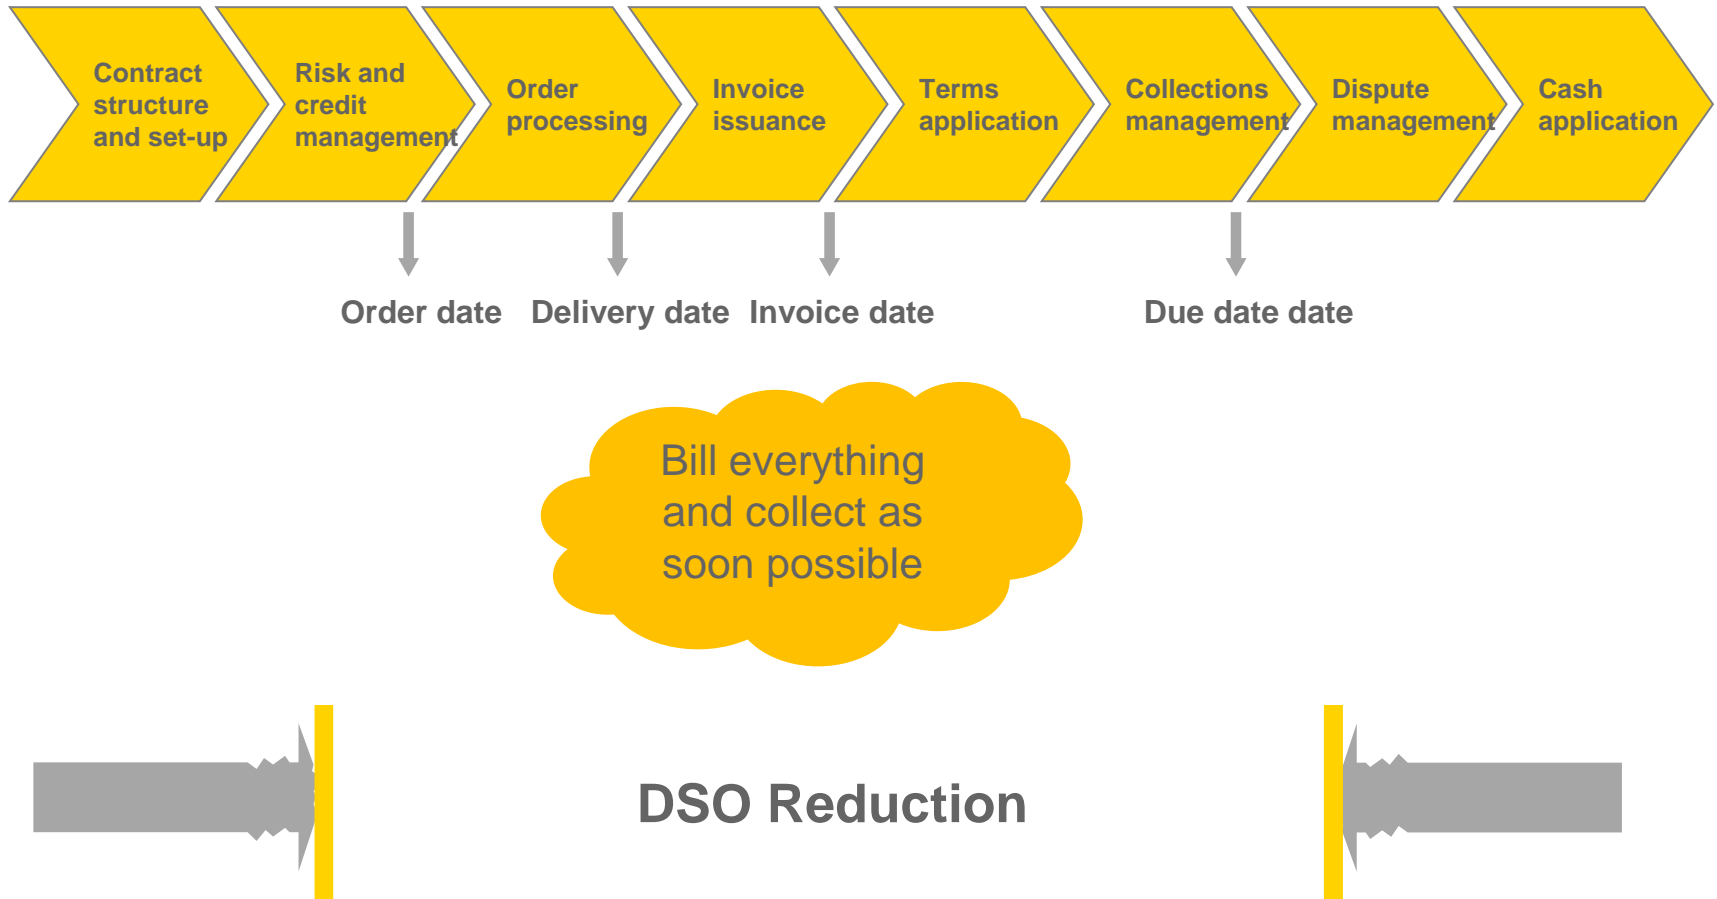 Contract
structure
and set-up
Risk and
credit
management
Order
processing
Invoice
issuance
Terms
application
Collections
management
Dispute
management
Cash
application
Order date
Delivery date
Invoice date
Due date date
Bill everything
and collect as
soon possible
DSO Reduction